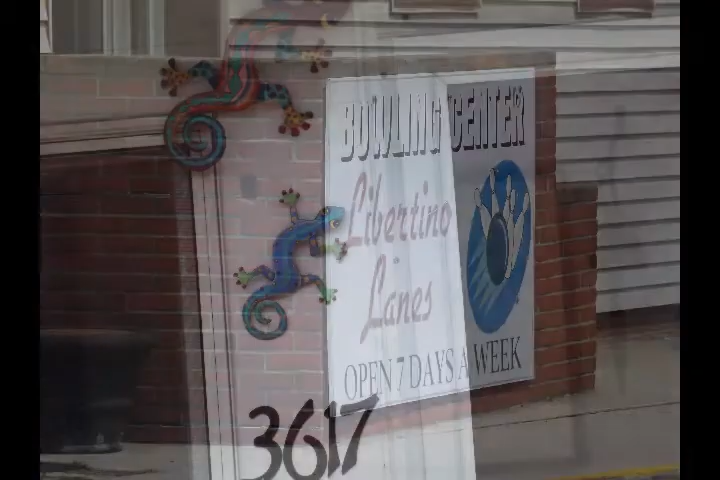 BOWLING CENTER
Libertino
Lanes
OPEN 7 DAYS A WEEK
3617